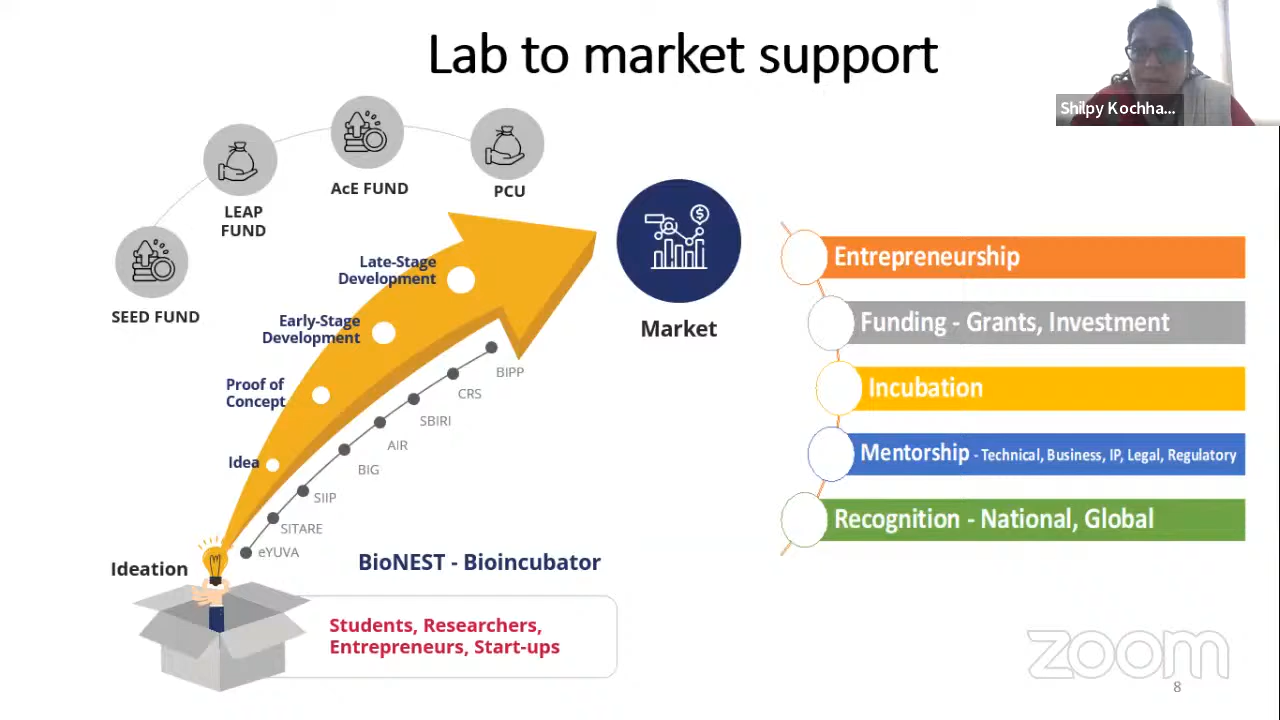 Lab to market support
Shilpy Kochha...
SEED FUND
LEAP
FUND
AcE FUND
PCU
Late-Stage
Development
Early-Stage
Development
Proof of
Concept
Idea
Ideation
Market
BIPP
CRS
SBIRI
AIR
BiG
SIIP
SITARE
eYUVA
BioNEST - Bioincubator
Students, Researchers,
Entrepreneurs, Start-ups
Entrepreneurship
Funding - Grants, Investment
Incubation
Mentorship - Technical, Business, IP, Legal, Regulatory
Recognition - National, Global
zoom
8